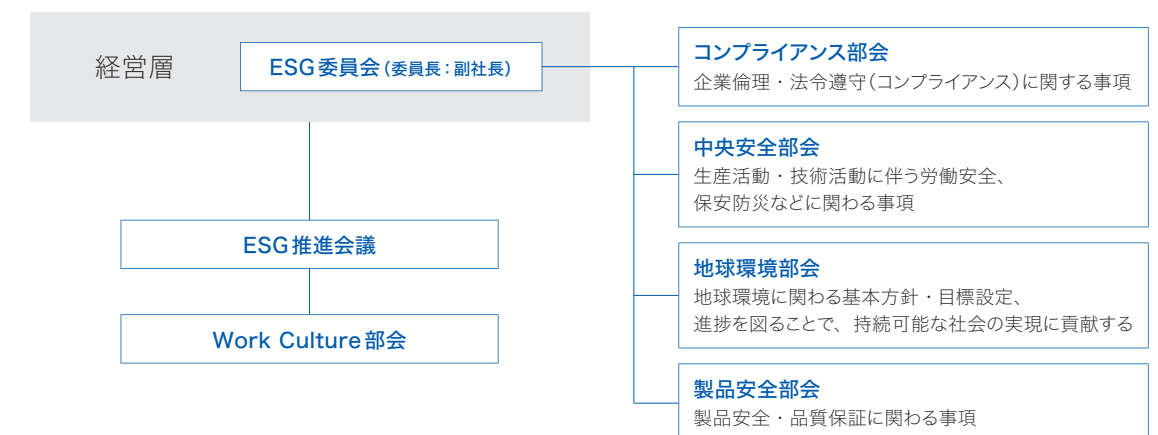 経営層
ESG委員会(委員長:副社長)
ESG推進会議
Work Culture部会
コンプライアンス部会
企業倫理・法令遵守(コンプライアンス)に関する事項
中央安全部会
生産活動・技術活動に伴う労働安全、
保安防災などに関わる事項
地球環境部会
地球環境に関わる基本方針・目標設定、
進捗を図ることで、持続可能な社会の実現に貢献する
製品安全部会
製品安全・品質保証に関わる事項